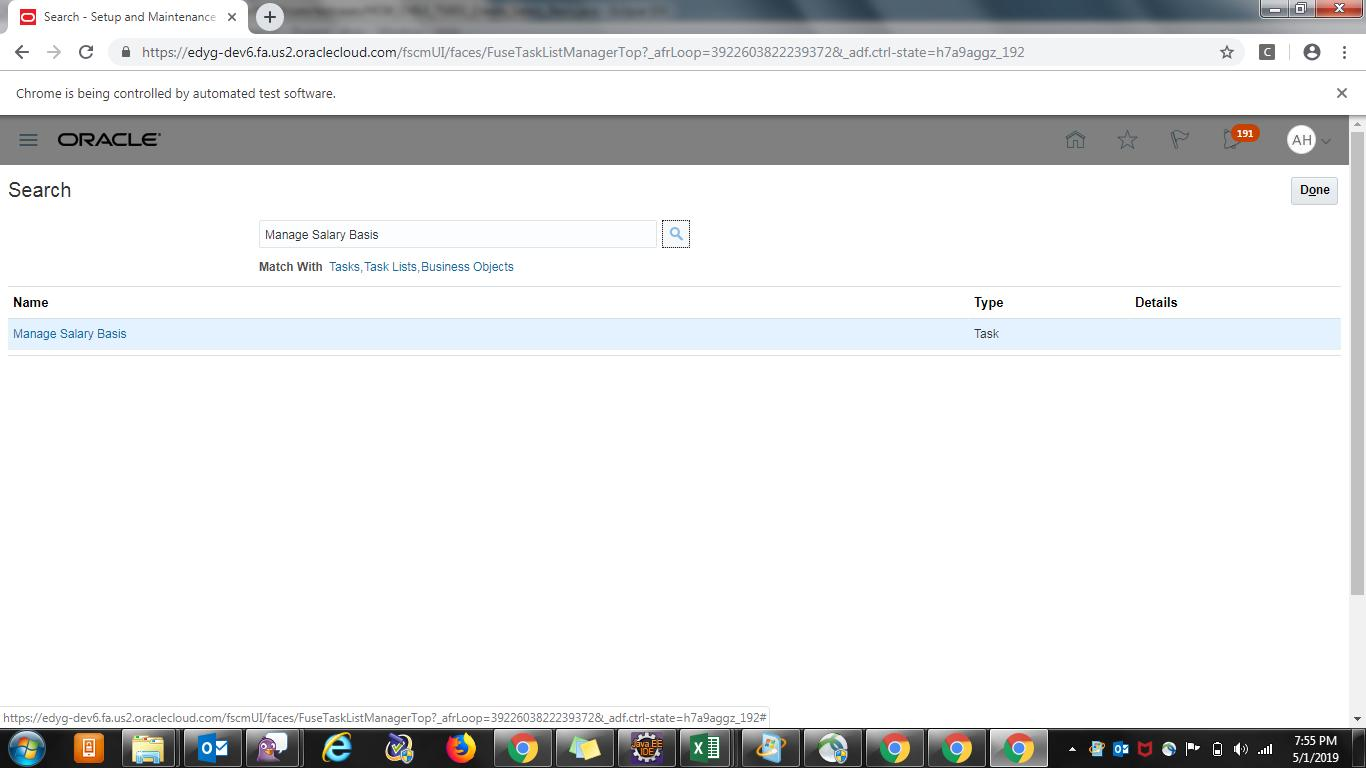 Search - Setup and Maintenance
https://edyg-dev6.fa.us2.oraclecloud.com/fscmUI/faces/FuseTaskListManagerTop?_afrLoop=3922603822239372&_adf.ctrl-state=h7a9aggz_192
C
Chrome is being controlled by automated test software.
ORACLE
191
AH
Search
Done
Manage Salary Basis
Match With Tasks, Task Lists, Business Objects
Name Type Details
Manage Salary Basis Task
https://edyg-dev6.fa.us2.oraclecloud.com/fscmUI/faces/FuseTaskListManagerTop?_afrLoop=3922603822239372&_adf.ctrl-state=h7a9aggz_192#
Java EE
IDE
7:55 PM
5/1/2019